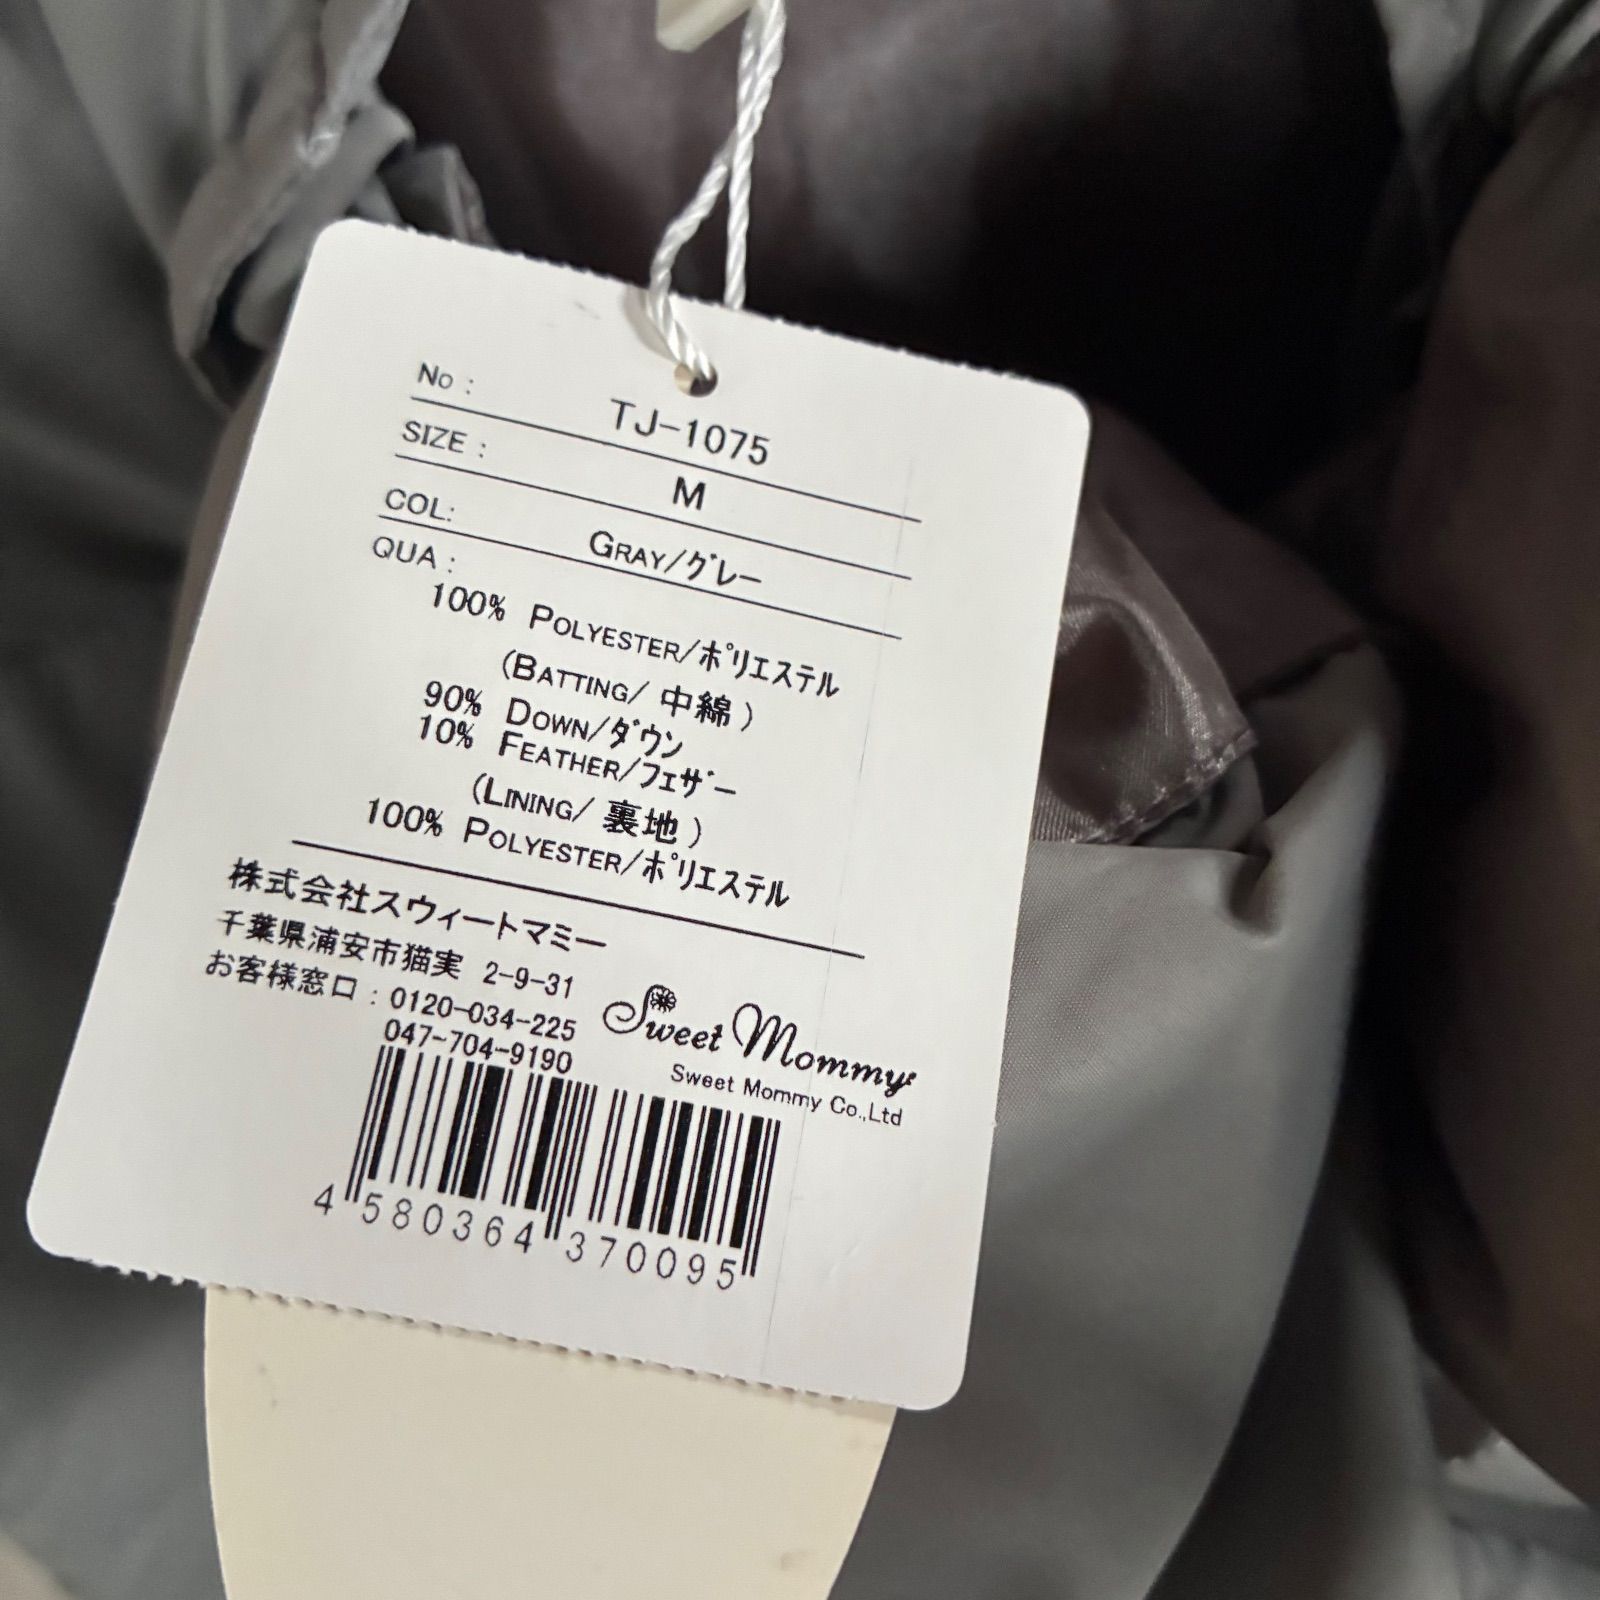 No : TJ-1075
SIZE : M
COL: GRAY/グレー
QUA :
100% POLYESTER/ポリエステル
(BATTING/ 中綿 )
90% DOWN/ダウン
10% FEATHER/フェザー
(LINING/ 裏地 )
100% POLYESTER/ポリエステル
株式会社スウィートマミー
千葉県浦安市猫実 2-9-31
お客様窓口 : 0120-034-225
047-704-9190
Sweet Mommy
Sweet Mommy Co.,Ltd
4 580364 370095